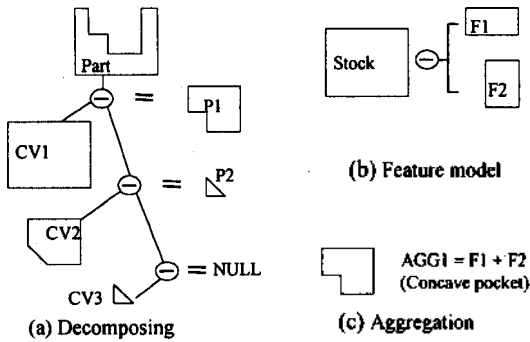 Part
P1
=
CV1
P2
=
CV2
= NULL
CV3
(a) Decomposing
F1
Stock
F2
(b) Feature model
AGG1 = F1 + F2
(Concave pocket)
(c) Aggregation